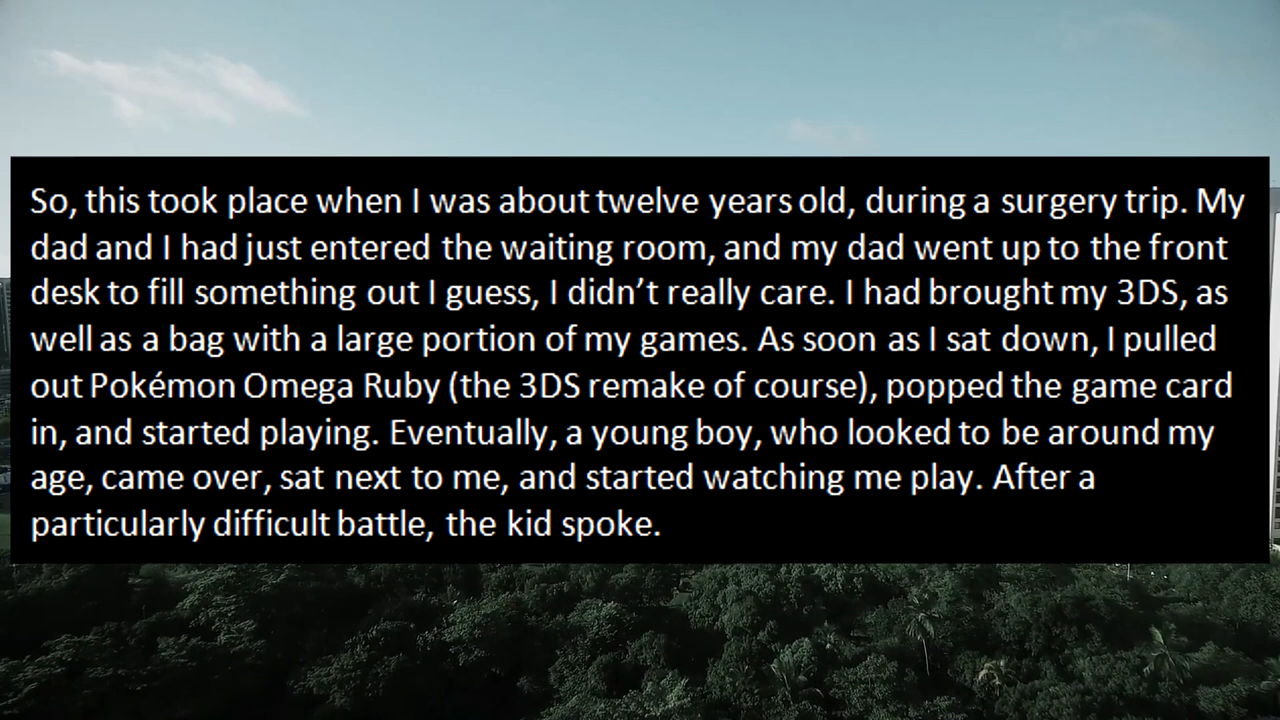 So, this took place when I was about twelve years old, during a surgery trip. My
dad and I had just entered the waiting room, and my dad went up to the front
desk to fill something out I guess, I didn’t really care. I had brought my 3DS, as
well as a bag with a large portion of my games. As soon as I sat down, I pulled
out Pokémon Omega Ruby (the 3DS remake of course), popped the game card
in, and started playing. Eventually, a young boy, who looked to be around my
age, came over, sat next to me, and started watching me play. After a
particularly difficult battle, the kid spoke.